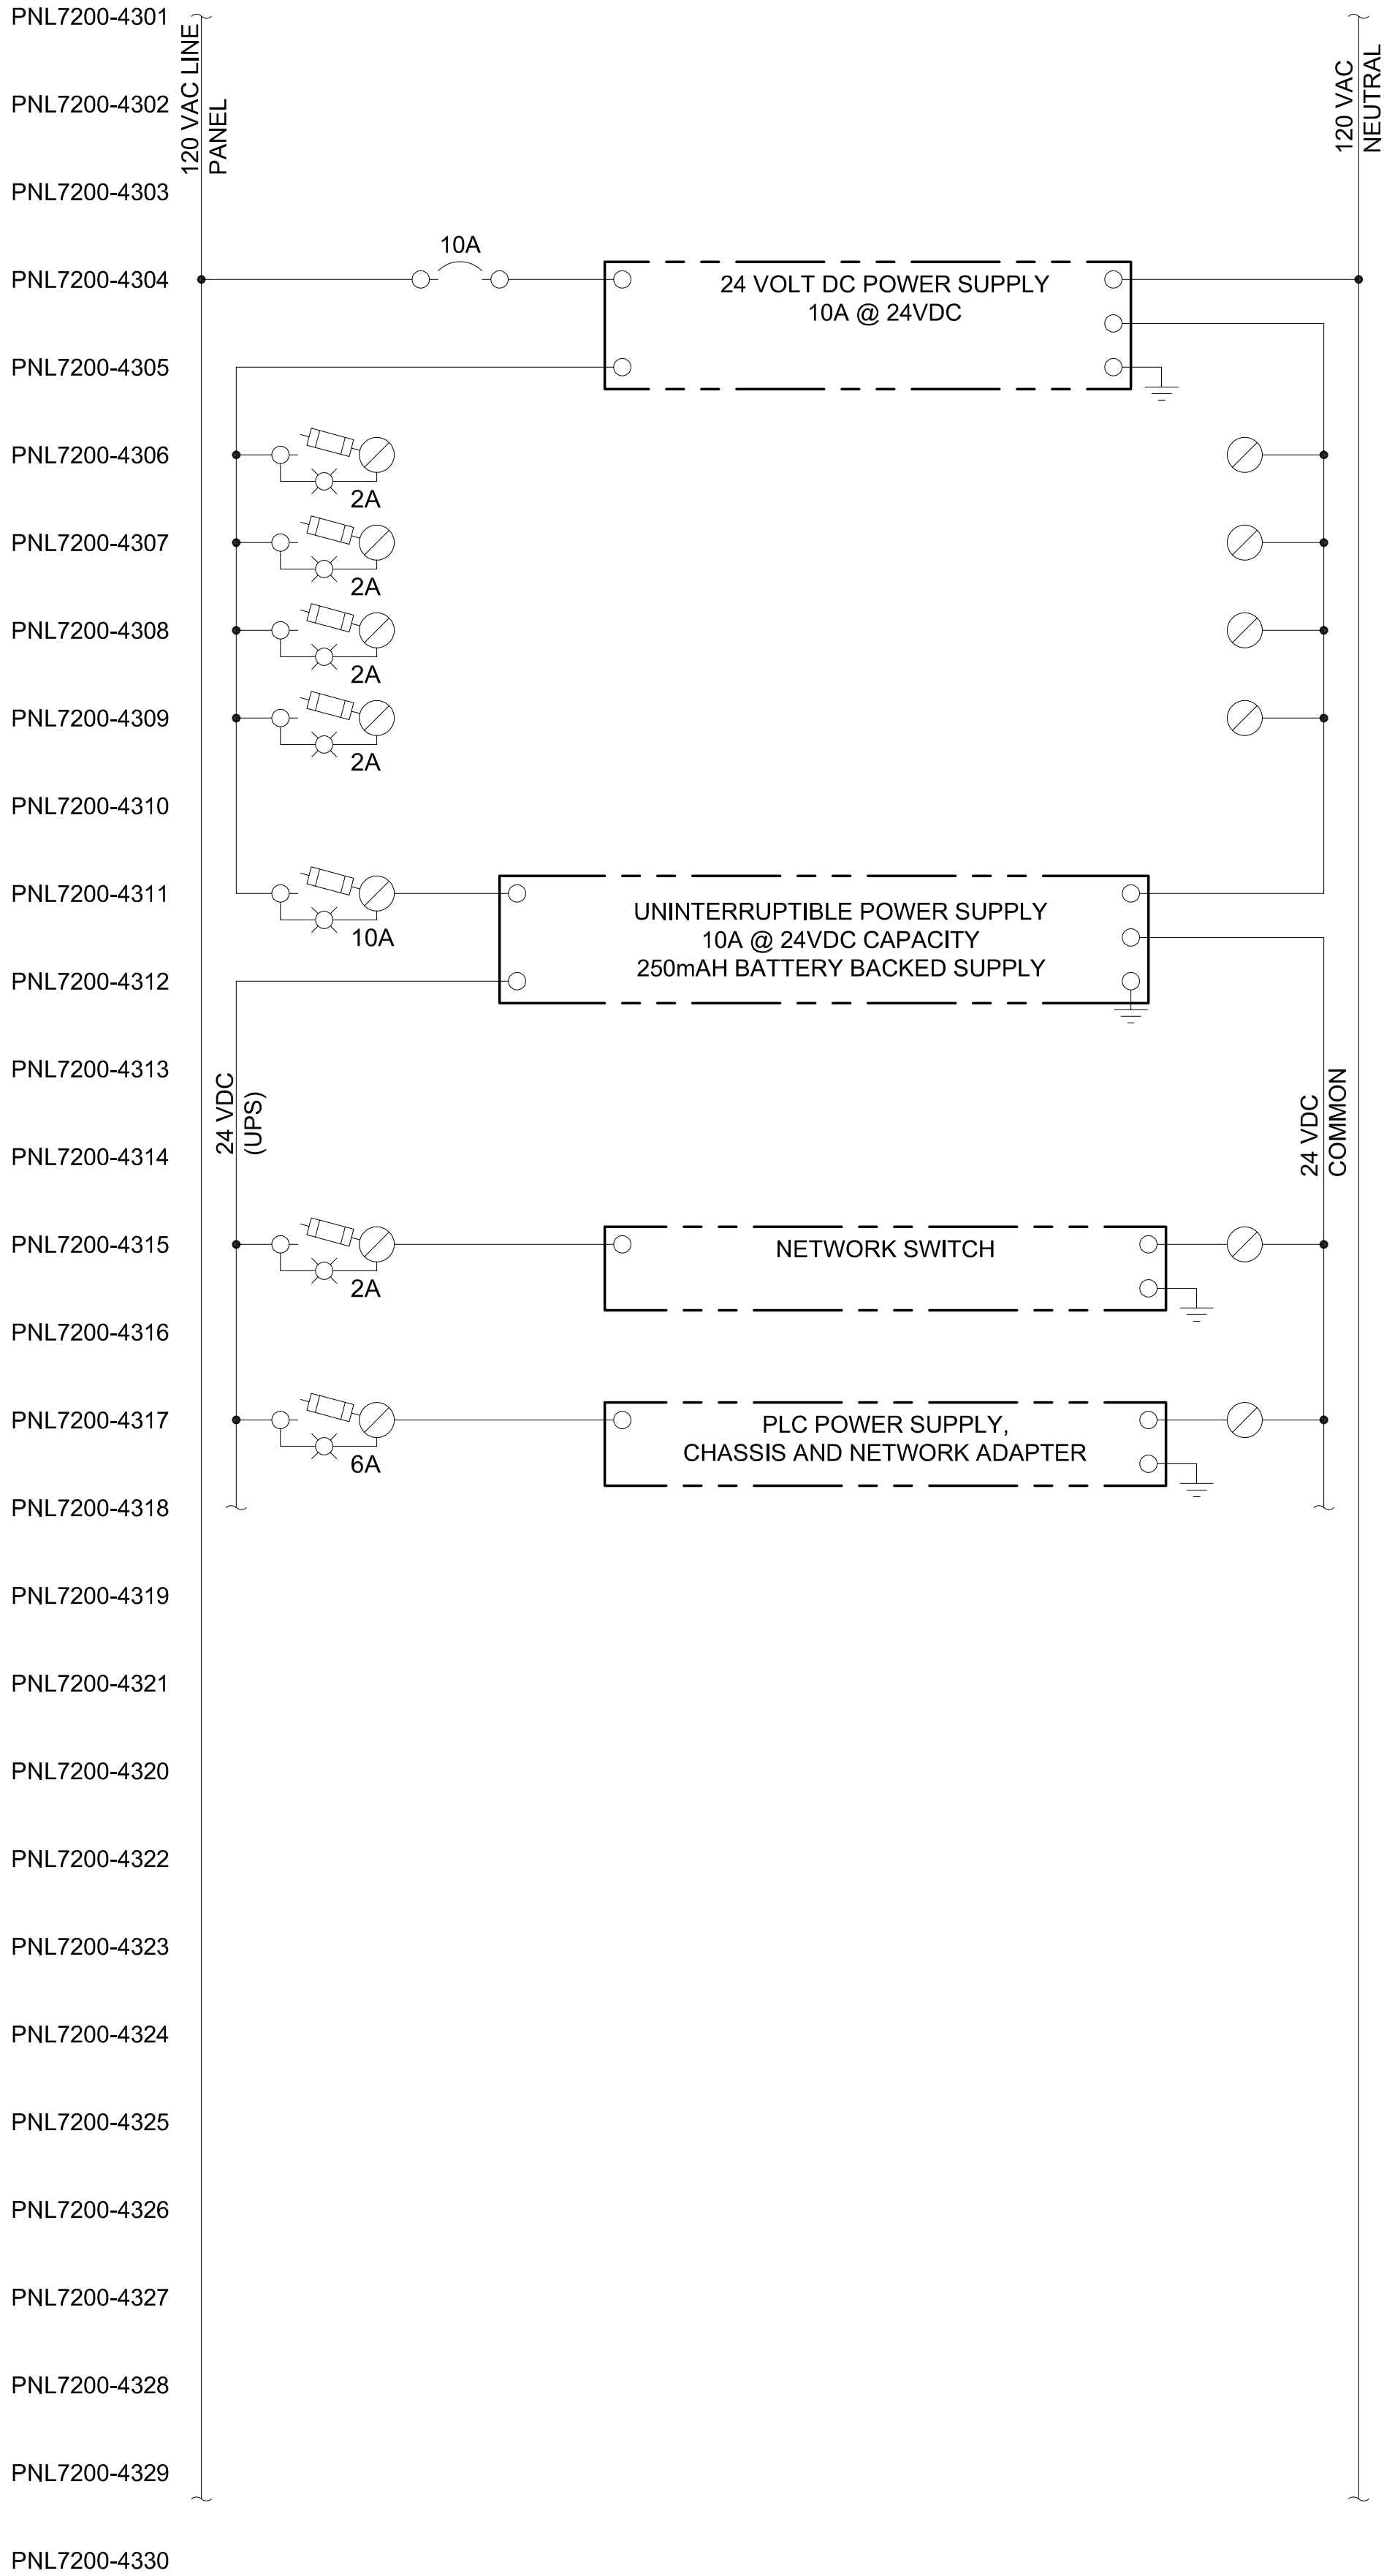 PNL7200-4301
120 VAC LINE
PANEL
120 VAC
NEUTRAL
PNL7200-4302
PNL7200-4303
10A
PNL7200-4304
24 VOLT DC POWER SUPPLY
10A @ 24VDC
PNL7200-4305
PNL7200-4306
2A
PNL7200-4307
2A
PNL7200-4308
2A
PNL7200-4309
2A
PNL7200-4310
PNL7200-4311
10A
UNINTERRUPTIBLE POWER SUPPLY
10A @ 24VDC CAPACITY
250mAH BATTERY BACKED SUPPLY
PNL7200-4312
PNL7200-4313
24 VDC
(UPS)
24 VDC
COMMON
PNL7200-4314
PNL7200-4315
NETWORK SWITCH
2A
PNL7200-4316
PNL7200-4317
PLC POWER SUPPLY,
CHASSIS AND NETWORK ADAPTER
6A
PNL7200-4318
PNL7200-4319
PNL7200-4321
PNL7200-4320
PNL7200-4322
PNL7200-4323
PNL7200-4324
PNL7200-4325
PNL7200-4326
PNL7200-4327
PNL7200-4328
PNL7200-4329
PNL7200-4330